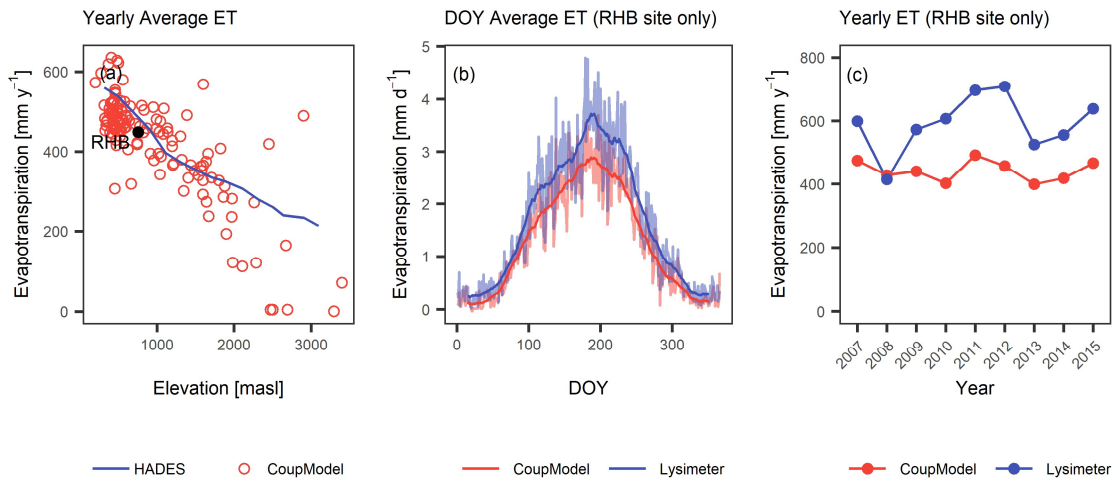 Yearly Average ET
DOY Average ET (RHB site only)
Yearly ET (RHB site only)
Evapotranspiration [mm y⁻¹]
600
400
200
0
(a)
RHB
1000
2000
3000
Elevation [masl]
Evapotranspiration [mm d⁻¹]
5
4
3
2
1
0
(b)
0
100
200
300
DOY
Evapotranspiration [mm y⁻¹]
800
600
400
200
0
(c)
2007
2008
2009
2010
2011
2012
2013
2014
2015
Year
HADES CoupModel
CoupModel Lysimeter
CoupModel Lysimeter